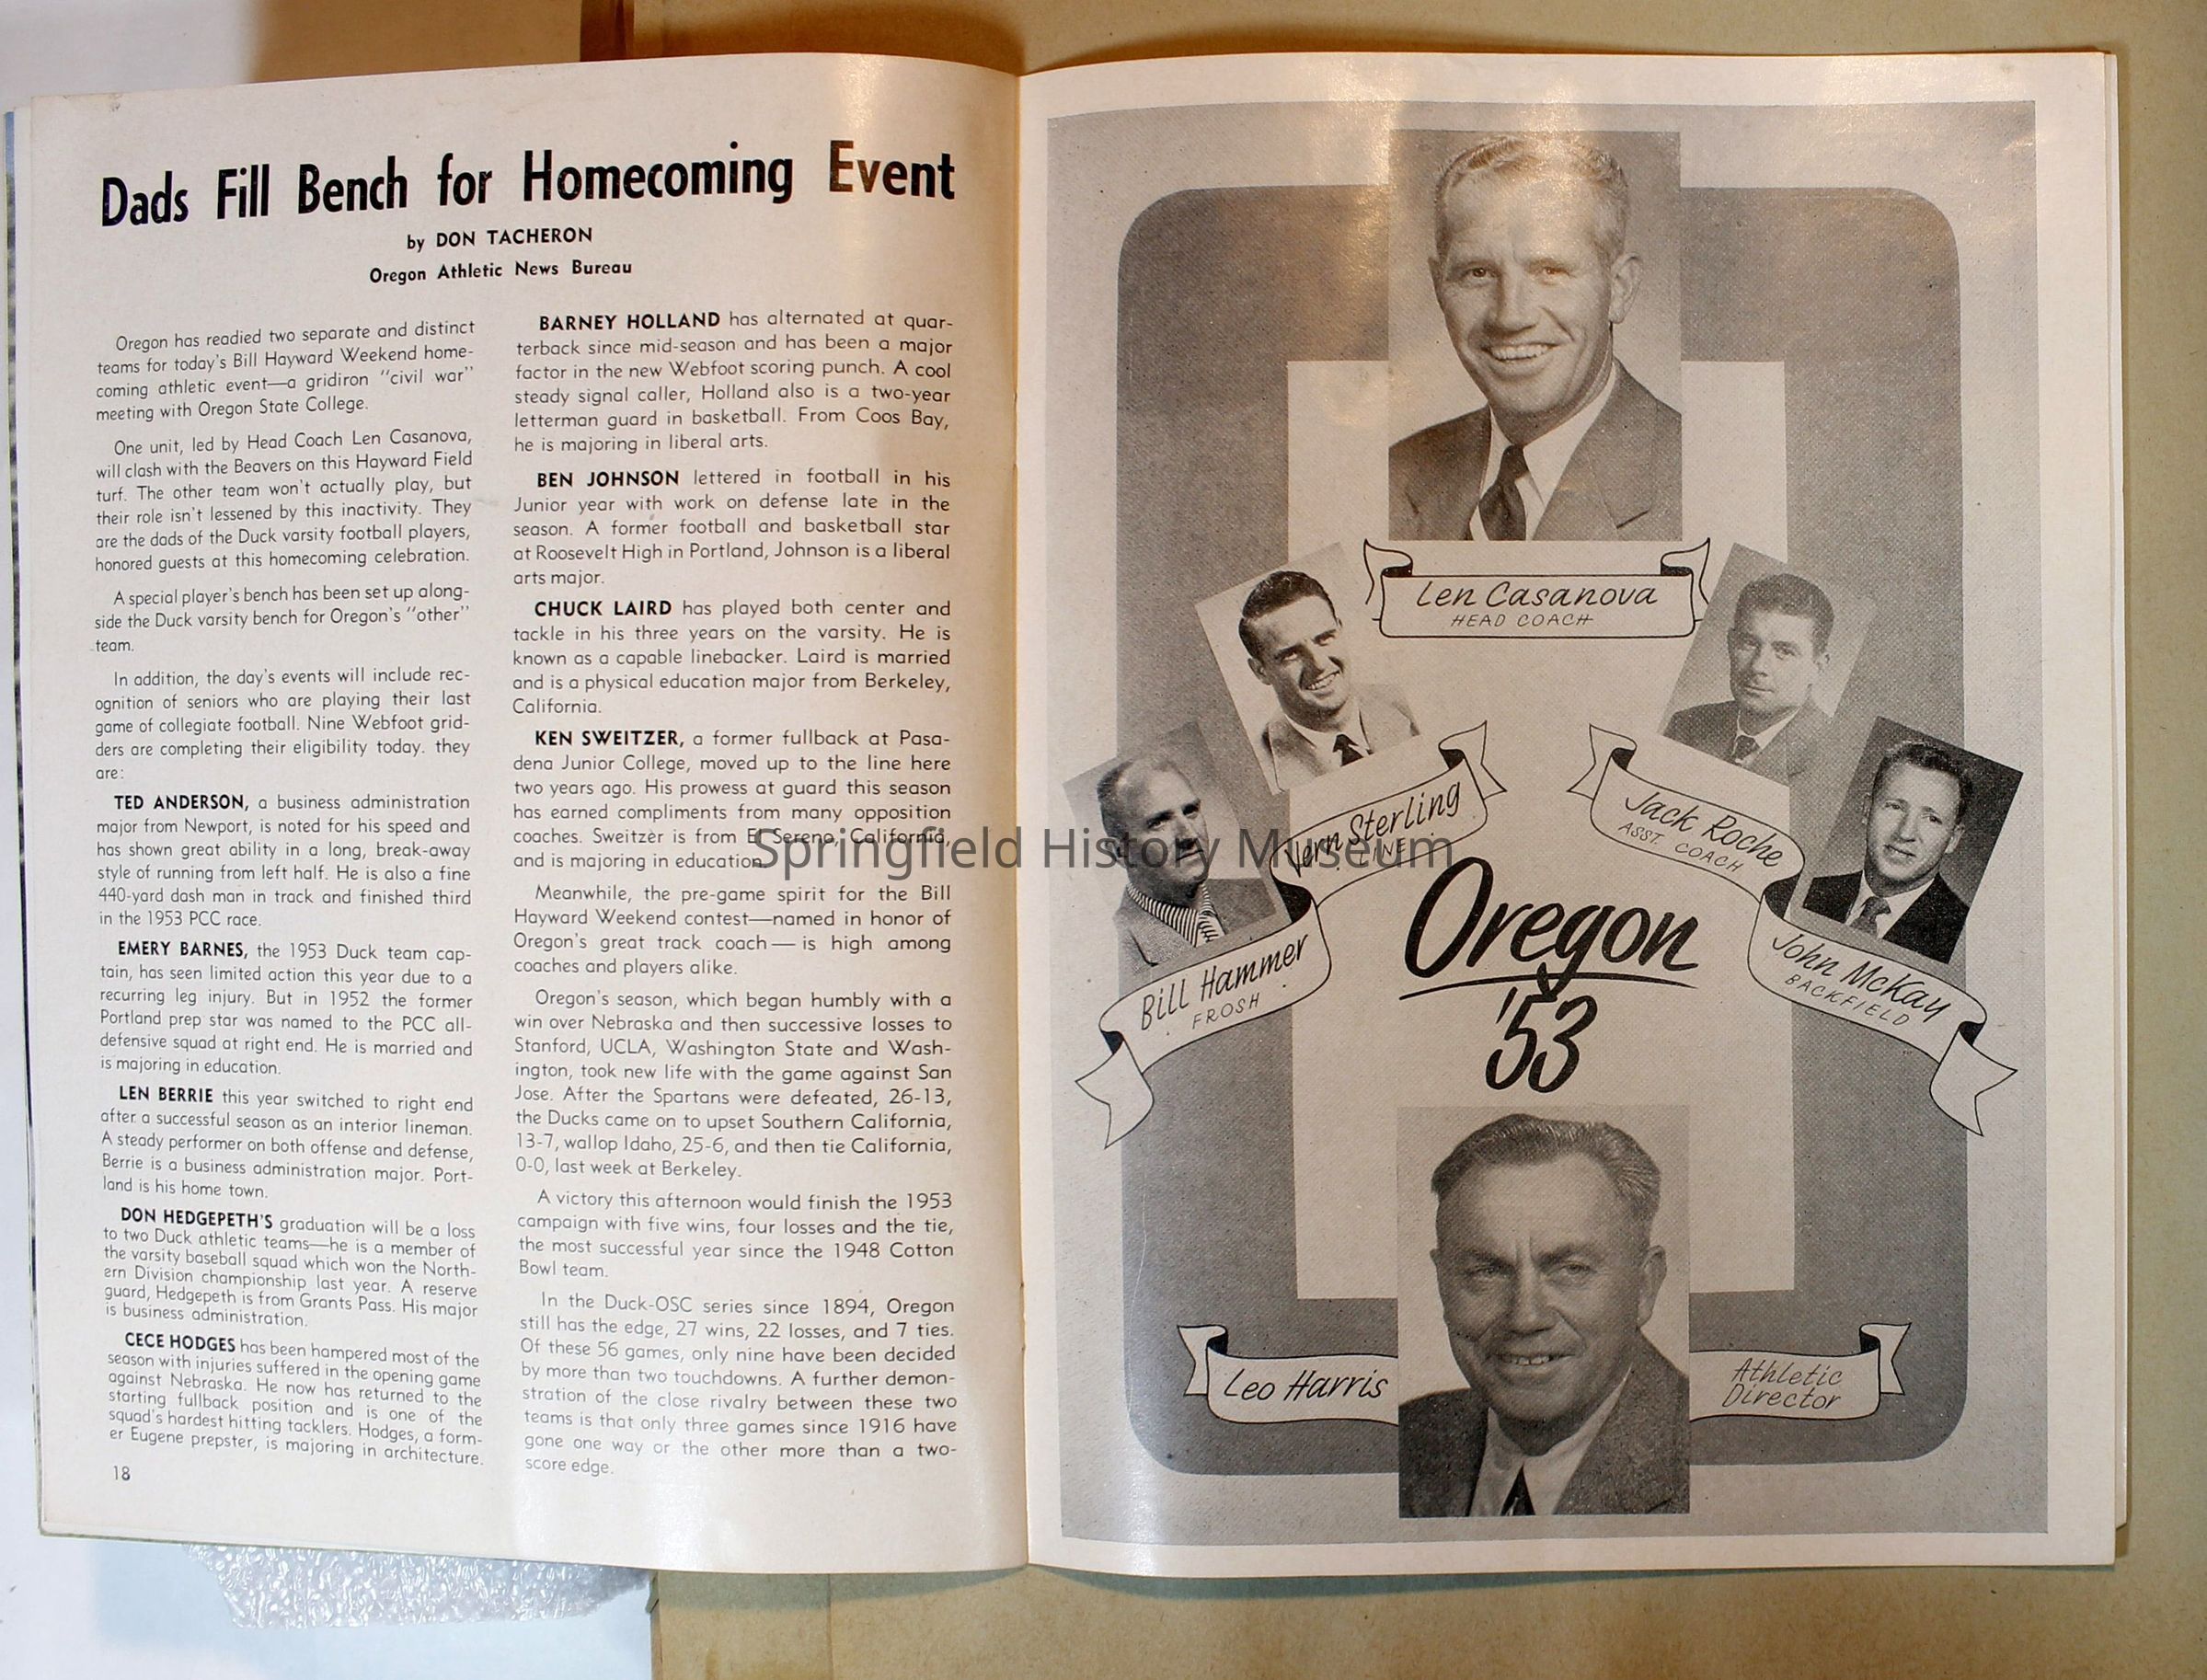 Dads Fill Bench for Homecoming Event
by DON TACHERON
Oregon Athletic News Bureau
Oregon has readied two separate and distinct
teams for today's Bill Hayward Weekend home-
coming athletic event—a gridiron "civil war"
meeting with Oregon State College.
One unit, led by Head Coach Len Casanova,
will clash with the Beavers on this Hayward Field
turf. The other team won't actually play, but
their role isn't lessened by this inactivity. They
are the dads of the Duck varsity football players,
honored guests at this homecoming celebration.
A special player's bench has been set up along-
side the Duck varsity bench for Oregon's "other"
team.
In addition, the day's events will include rec-
ognition of seniors who are playing their last
game of collegiate football. Nine Webfoot grid-
ders are completing their eligibility today. they
are:
TED ANDERSON, a business administration
major from Newport, is noted for his speed and
has shown great ability in a long, break-away
style of running from left half. He is also a fine
440-yard dash man in track and finished third
in the 1953 PCC race.
EMERY BARNES, the 1953 Duck team cap-
tain, has seen limited action this year due to a
recurring leg injury. But in 1952 the former
Portland prep star was named to the PCC all-
defensive squad at right end. He is married and
is majoring in education.
LEN BERRIE this year switched to right end
after a successful season as an interior lineman.
A steady performer on both offense and defense,
Berrie is a business administration major. Port-
land is his home town.
DON HEDGEPETH'S graduation will be a loss
to two Duck athletic teams—he is a member of
the varsity baseball squad which won the North-
ern Division championship last year. A reserve
guard, Hedgepeth is from Grants Pass. His major
is business administration.
CECE HODGES has been hampered most of the
season with injuries suffered in the opening game
against Nebraska. He now has returned to the
starting fullback position and is one of the
squad's hardest hitting tacklers. Hodges, a form-
er Eugene prepster, is majoring in architecture.
18
BARNEY HOLLAND has alternated at quar-
terback since mid-season and has been a major
factor in the new Webfoot scoring punch. A cool
steady signal caller, Holland also is a two-year
letterman guard in basketball. From Coos Bay,
he is majoring in liberal arts.
BEN JOHNSON lettered in football in his
Junior year with work on defense late in the
season. A former football and basketball star
at Roosevelt High in Portland, Johnson is a liberal
arts major.
CHUCK LAIRD has played both center and
tackle in his three years on the varsity. He is
known as a capable linebacker. Laird is married
and is a physical education major from Berkeley,
California.
KEN SWEITZER, a former fullback at Pasa-
dena Junior College, moved up to the line here
two years ago. His prowess at guard this season
has earned compliments from many opposition
coaches. Sweitzer is from El Sereno, California,
and is majoring in education.
Meanwhile, the pre-game spirit for the Bill
Hayward Weekend contest—named in honor of
Oregon's great track coach—is high among
coaches and players alike.
Oregon's season, which began humbly with a
win over Nebraska and then successive losses to
Stanford, UCLA, Washington State and Wash-
ington, took new life with the game against San
Jose. After the Spartans were defeated, 26-13,
the Ducks came on to upset Southern California,
13-7, wallop Idaho, 25-6, and then tie California,
0-0, last week at Berkeley.
A victory this afternoon would finish the 1953
campaign with five wins, four losses and the tie,
the most successful year since the 1948 Cotton
Bowl team.
In the Duck-OSC series since 1894, Oregon
still has the edge, 27 wins, 22 losses, and 7 ties.
Of these 56 games, only nine have been decided
by more than two touchdowns. A further demon-
stration of the close rivalry between these two
teams is that only three games since 1916 have
gone one way or the other more than a two-
score edge.
Springfield History Museum
Len Casanova
HEAD COACH
Vern Sterling
LINE
Jack Roche
ASST. COACH
Bill Hammer
FROSH
John McKay
BACKFIELD
Oregon
'53
Leo Harris
Athletic
Director